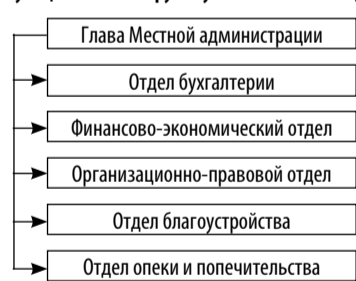 Глава Местной администрации
Отдел бухгалтерии
Финансово-экономический отдел
Организационно-правовой отдел
Отдел благоустройства
Отдел опеки и попечительства